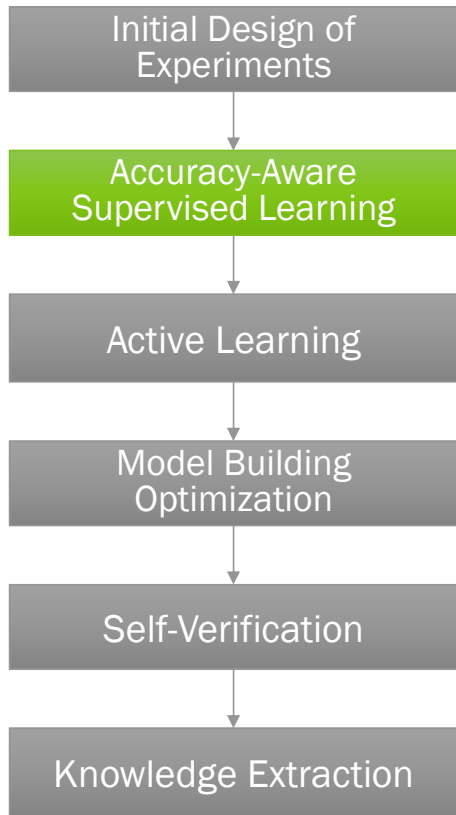 Initial Design of
Experiments
Accuracy-Aware
Supervised Learning
Active Learning
Model Building
Optimization
Self-Verification
Knowledge Extraction